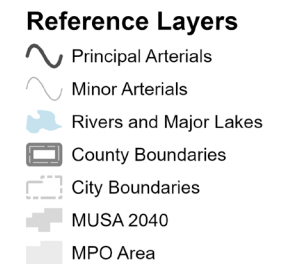 Reference Layers
Principal Arterials
Minor Arterials
Rivers and Major Lakes
County Boundaries
City Boundaries
MUSA 2040
MPO Area